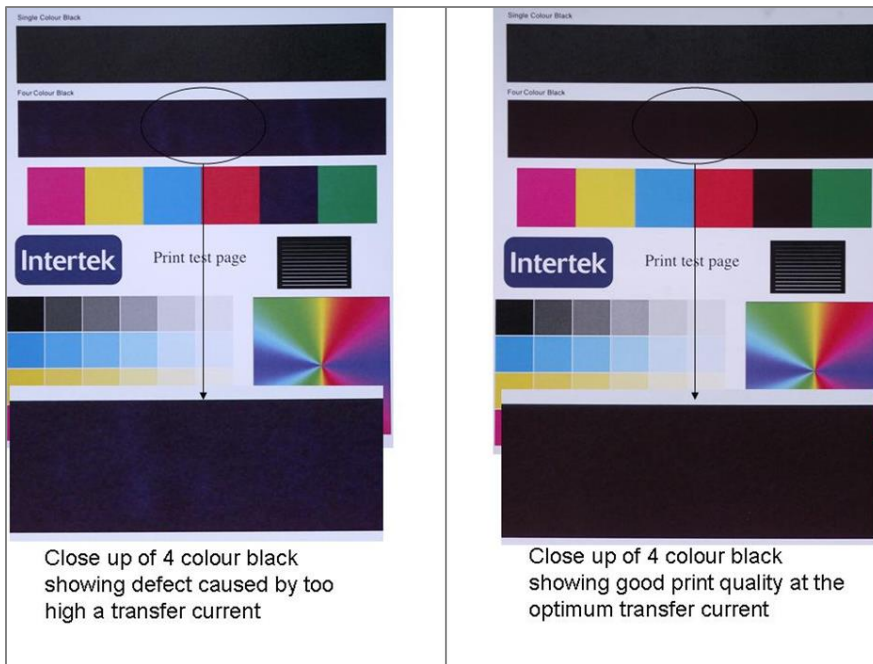 Single Colour Black
Four Colour Black
Intertek
Print test page
Close up of 4 colour black
showing defect caused by too
high a transfer current
Single Colour Black
Four Colour Black
Intertek
Print test page
Close up of 4 colour black
showing good print quality at the
optimum transfer current